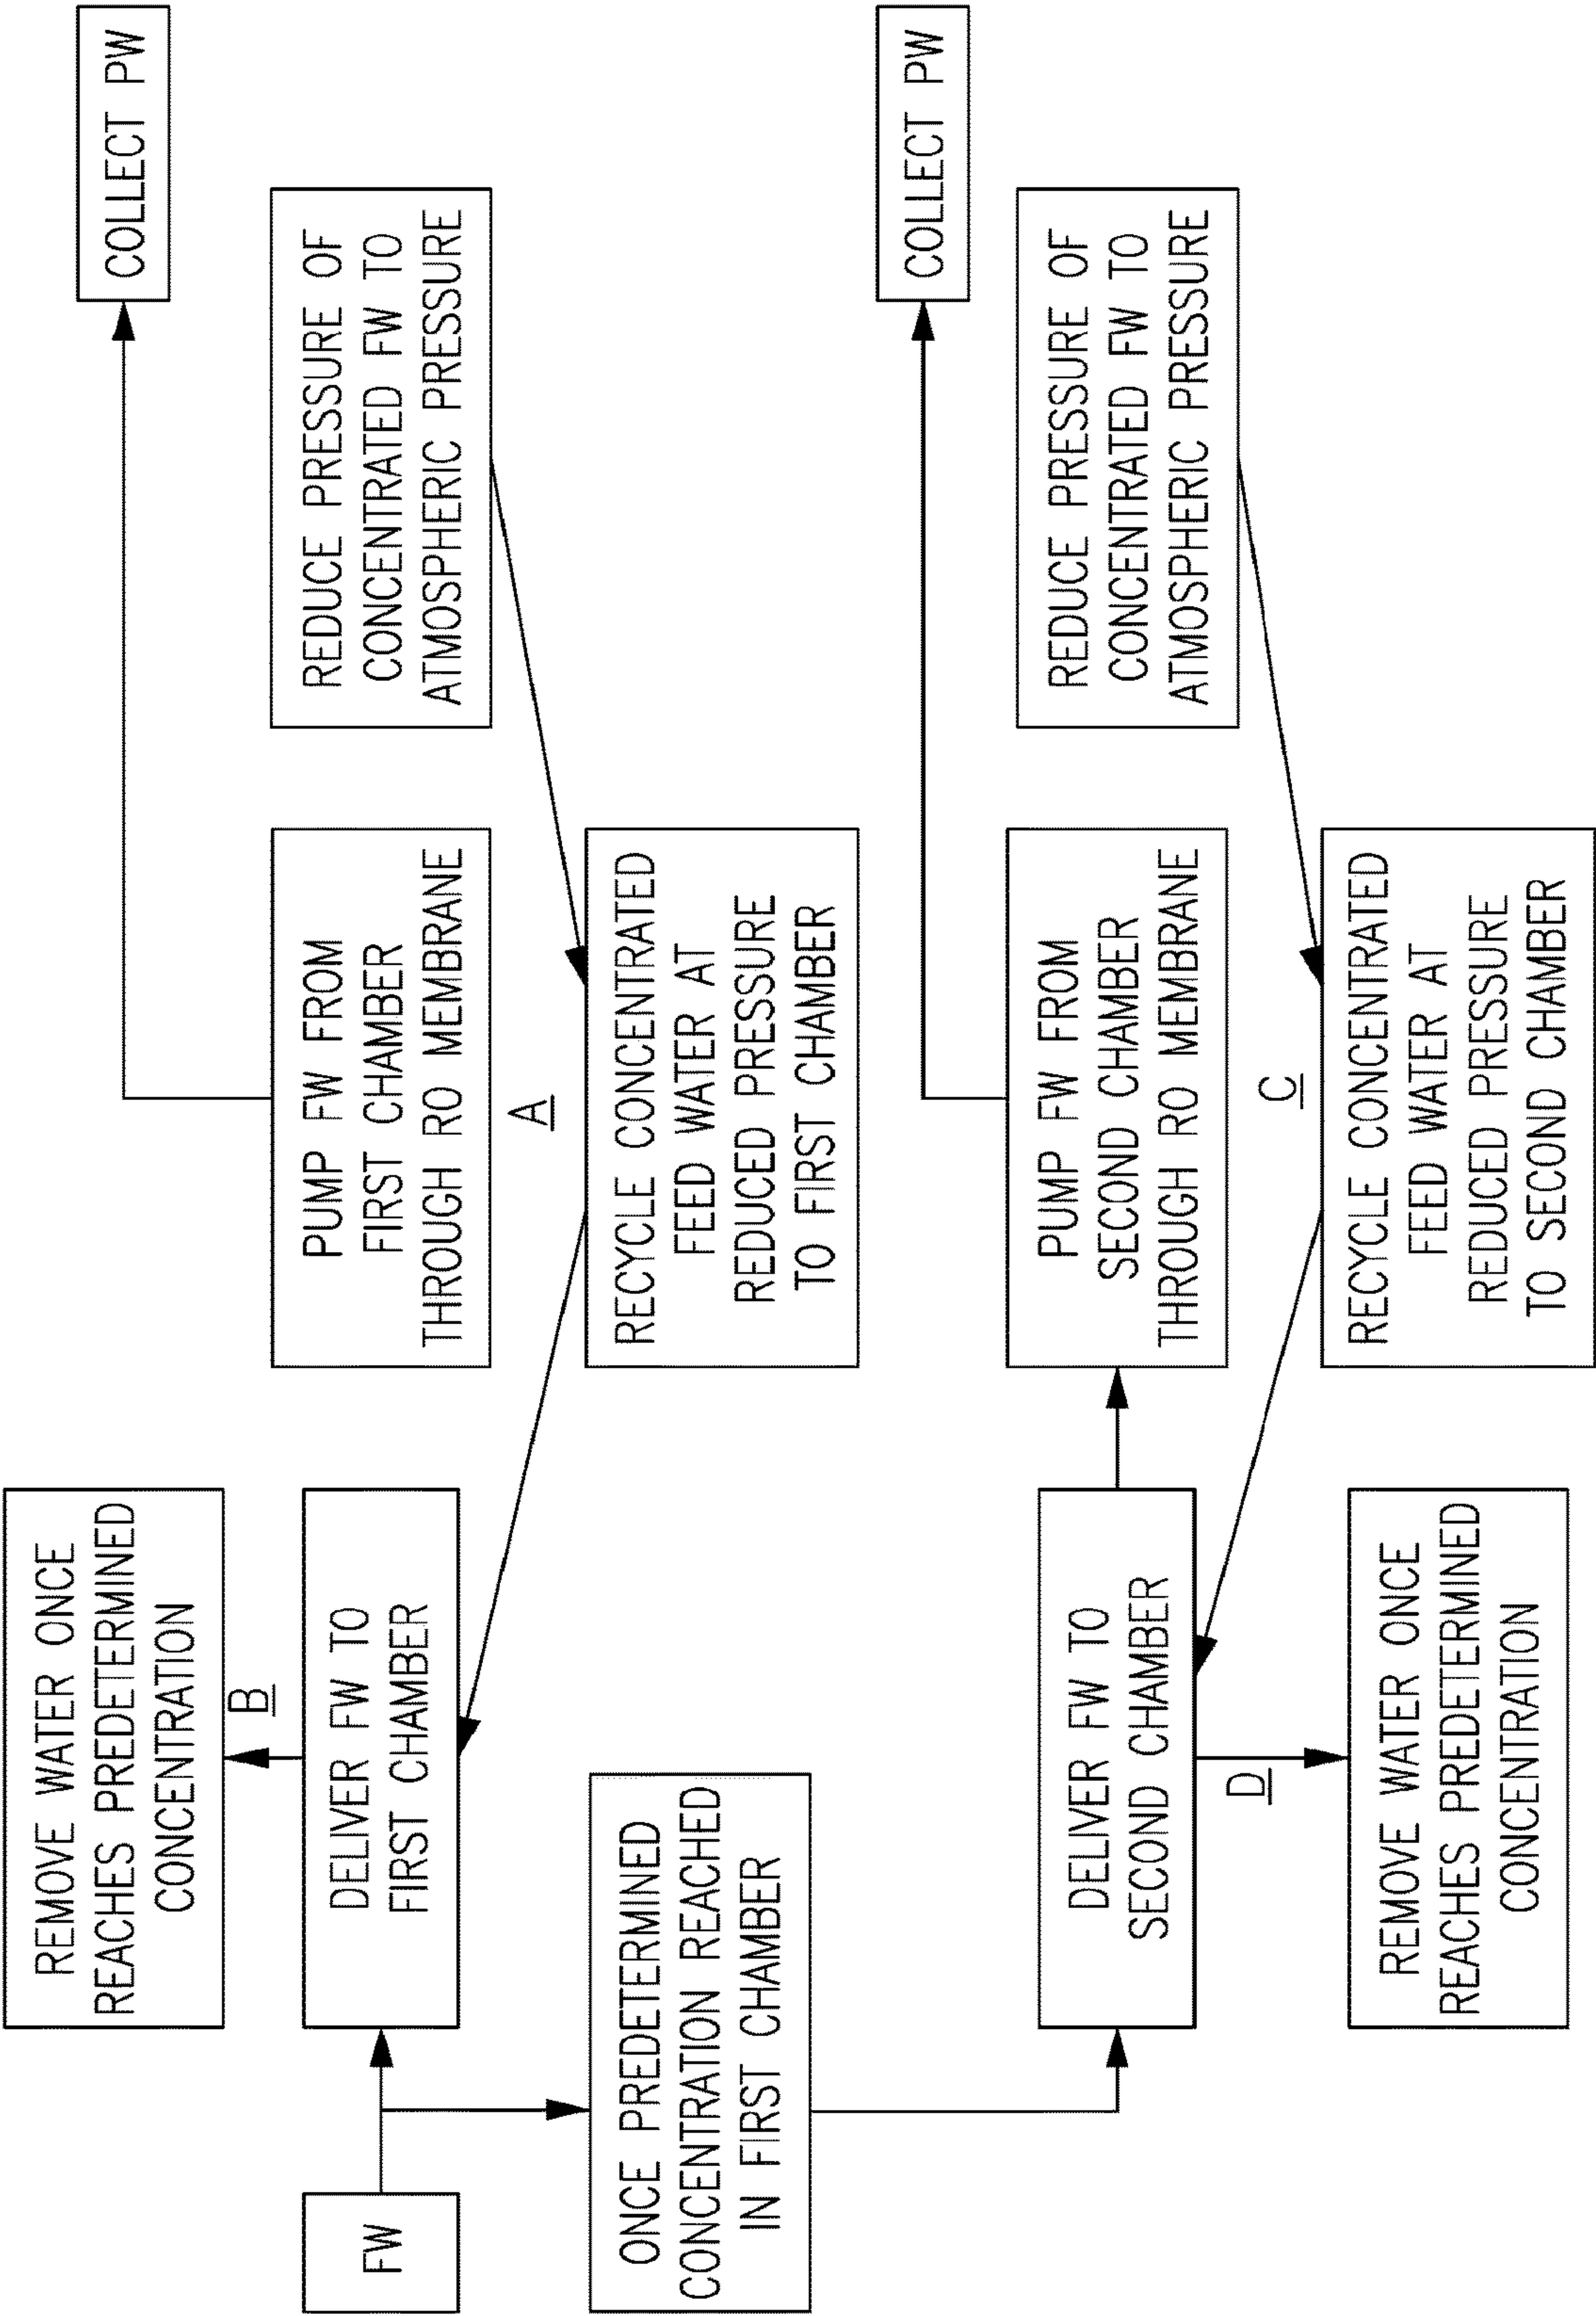 FW
REMOVE WATER ONCE
REACHES PREDETERMINED
CONCENTRATION
B
DELIVER FW TO
FIRST CHAMBER
ONCE PREDETERMINED
CONCENTRATION REACHED
IN FIRST CHAMBER
PUMP FW FROM
FIRST CHAMBER
THROUGH RO MEMBRANE
A
RECYCLE CONCENTRATED
FEED WATER AT
REDUCED PRESSURE
TO FIRST CHAMBER
REDUCE PRESSURE OF
CONCENTRATED FW TO
ATMOSPHERIC PRESSURE
COLLECT PW
DELIVER FW TO
SECOND CHAMBER
D
REMOVE WATER ONCE
REACHES PREDETERMINED
CONCENTRATION
PUMP FW FROM
SECOND CHAMBER
THROUGH RO MEMBRANE
C
RECYCLE CONCENTRATED
FEED WATER AT
REDUCED PRESSURE
TO SECOND CHAMBER
REDUCE PRESSURE OF
CONCENTRATED FW TO
ATMOSPHERIC PRESSURE
COLLECT PW